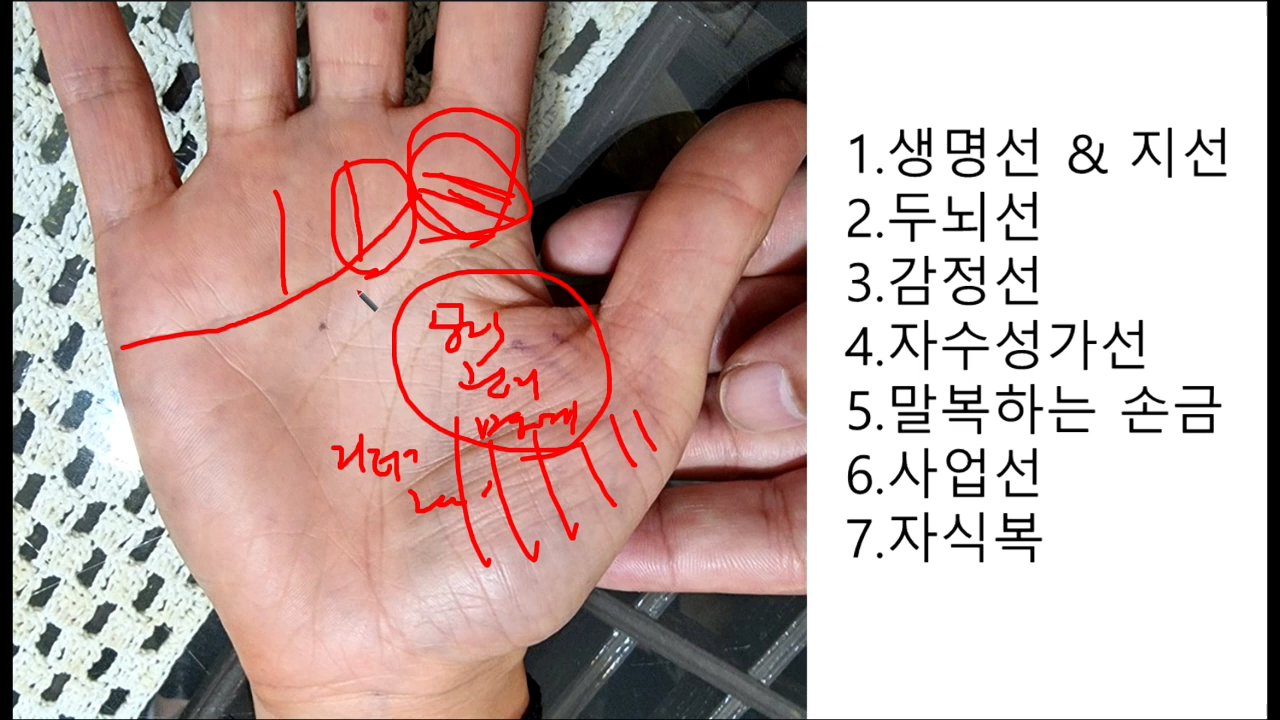 1.생명선 & 지선
2.두뇌선
3.감정선
4.자수성가선
5.말복하는 손금
6.사업선
7.자식복